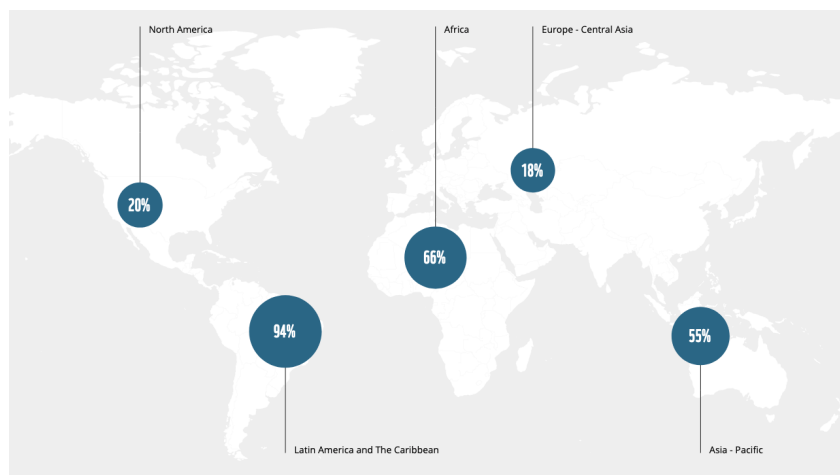 North America
Africa
Europe - Central Asia
18%
20%
66%
94%
55%
Latin America and The Caribbean
Asia - Pacific